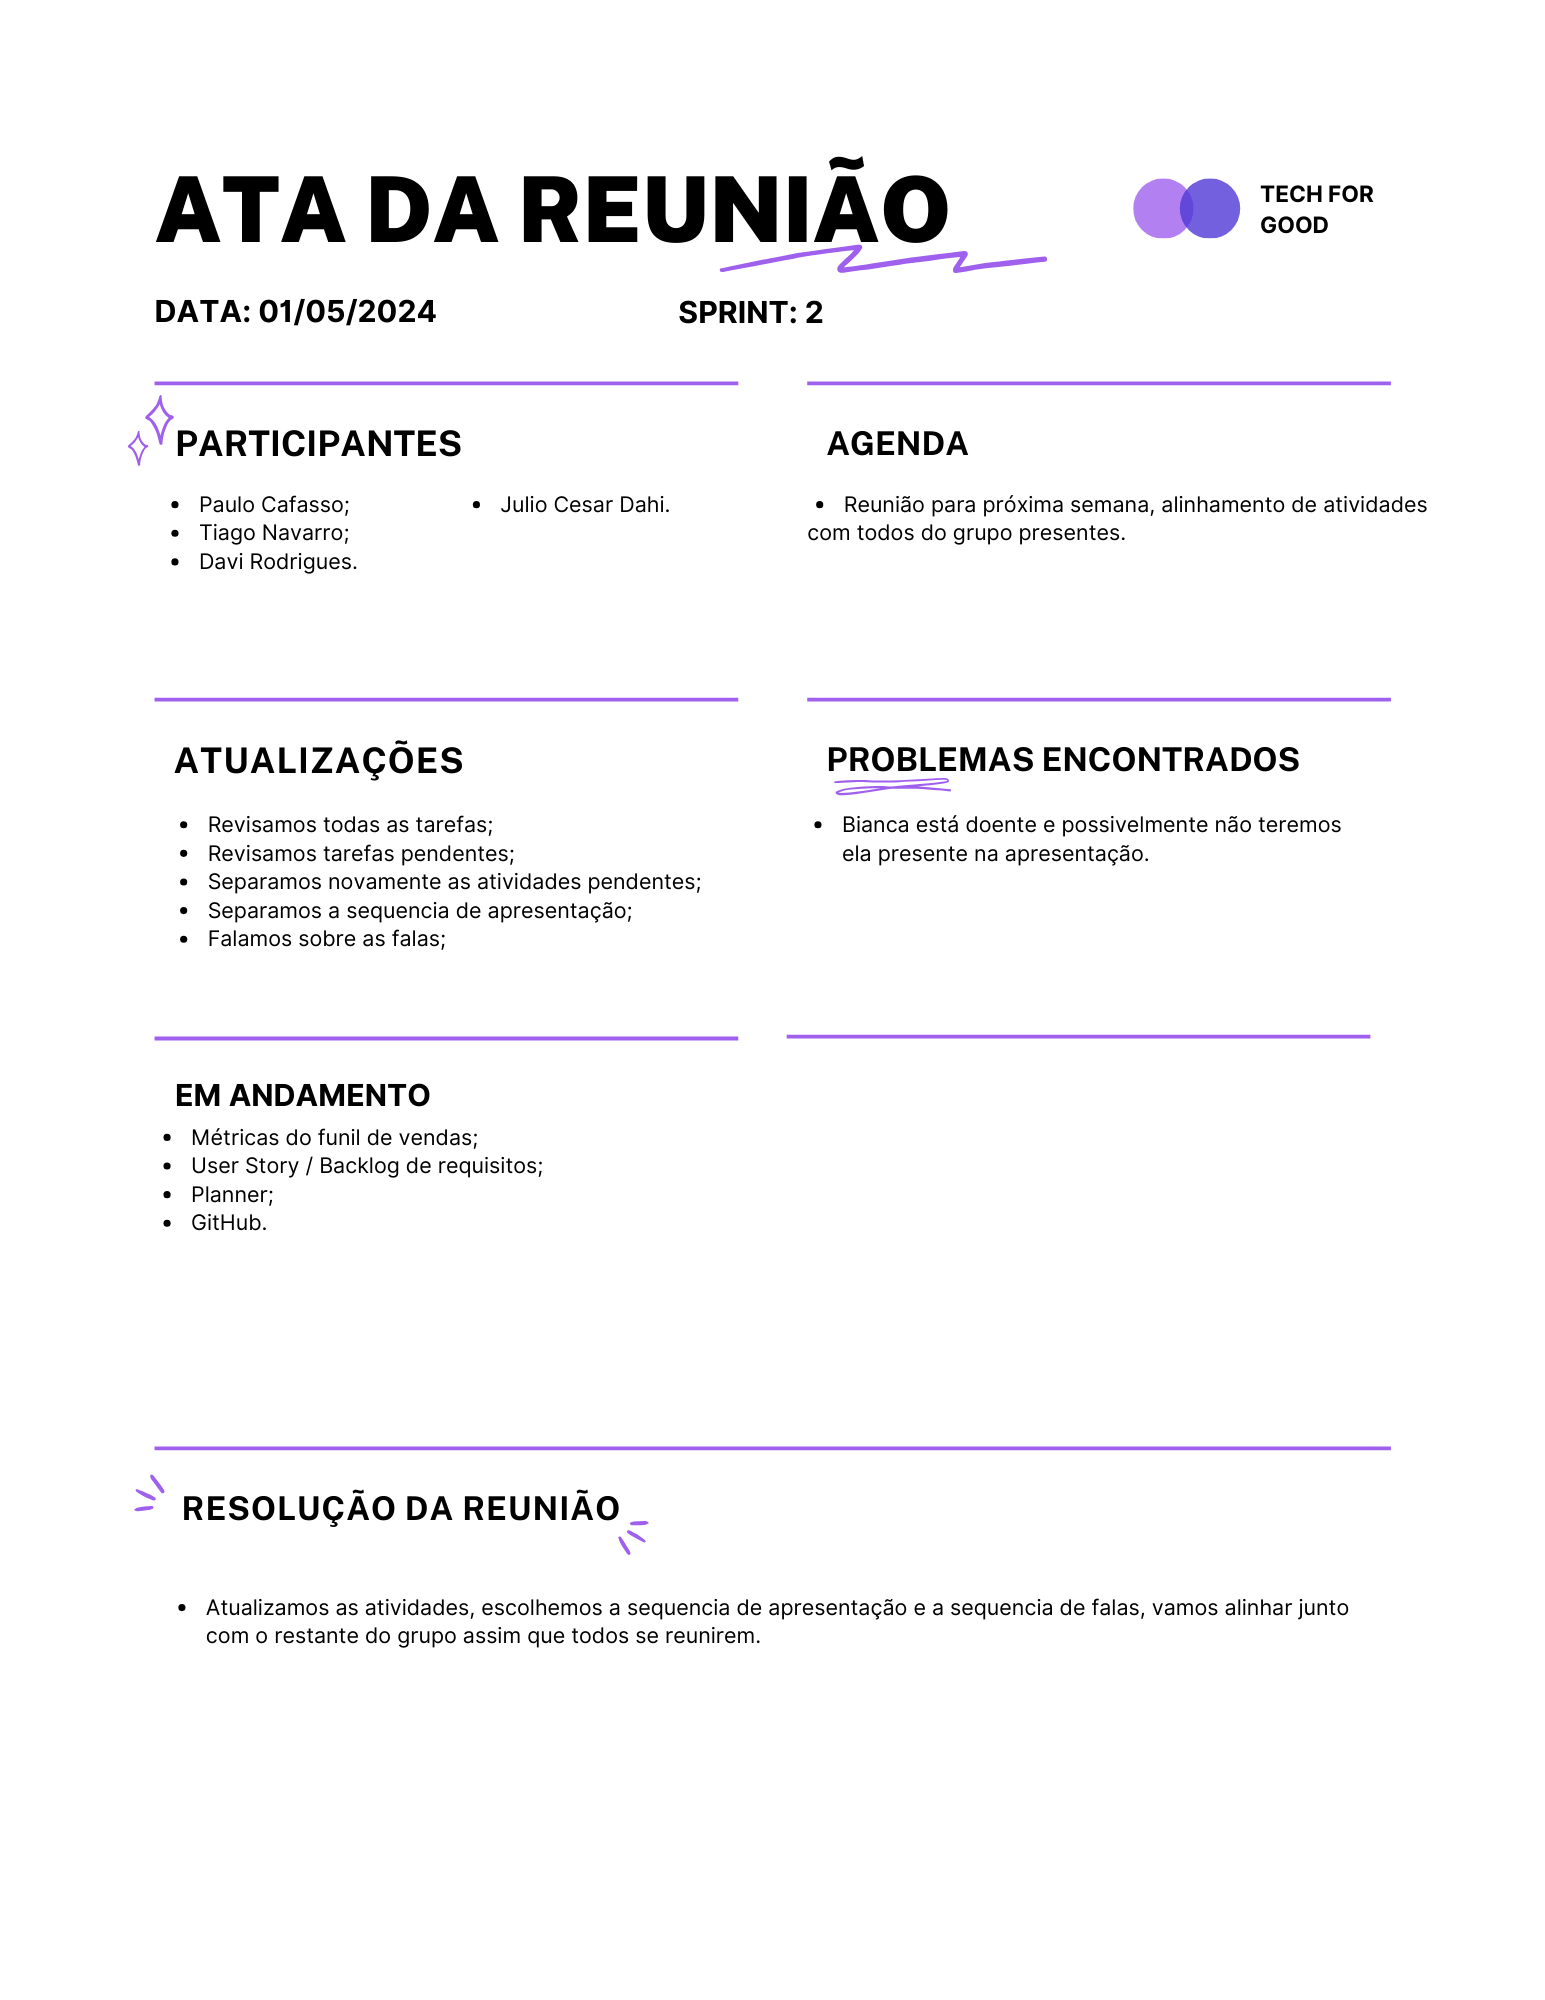 ATA DA REUNIÃO
TECH FOR
GOOD
DATA: 01/05/2024
SPRINT: 2
PARTICIPANTES
• Paulo Cafasso;
• Tiago Navarro;
• Davi Rodrigues.
• Julio Cesar Dahi.
AGENDA
• Reunião para próxima semana, alinhamento de atividades
com todos do grupo presentes.
ATUALIZAÇÕES
• Revisamos todas as tarefas;
• Revisamos tarefas pendentes;
• Separamos novamente as atividades pendentes;
• Separamos a sequencia de apresentação;
• Falamos sobre as falas;
PROBLEMAS ENCONTRADOS
• Bianca está doente e possivelmente não teremos
ela presente na apresentação.
EM ANDAMENTO
• Métricas do funil de vendas;
• User Story / Backlog de requisitos;
• Planner;
• GitHub.
RESOLUÇÃO DA REUNIÃO
• Atualizamos as atividades, escolhemos a sequencia de apresentação e a sequencia de falas, vamos alinhar junto
com o restante do grupo assim que todos se reunirem.